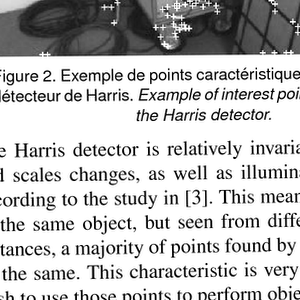 Figure 2. Exemple de points caractéristique
détecteur de Harris. Example of interest poi
the Harris detector.
e Harris detector is relatively invaria
d scales changes, as well as illumina
cording to the study in [3]. This mean
the same object, but seen from diffe
tances, a majority of points found by
the same. This characteristic is very
sh to use those points to perform obje